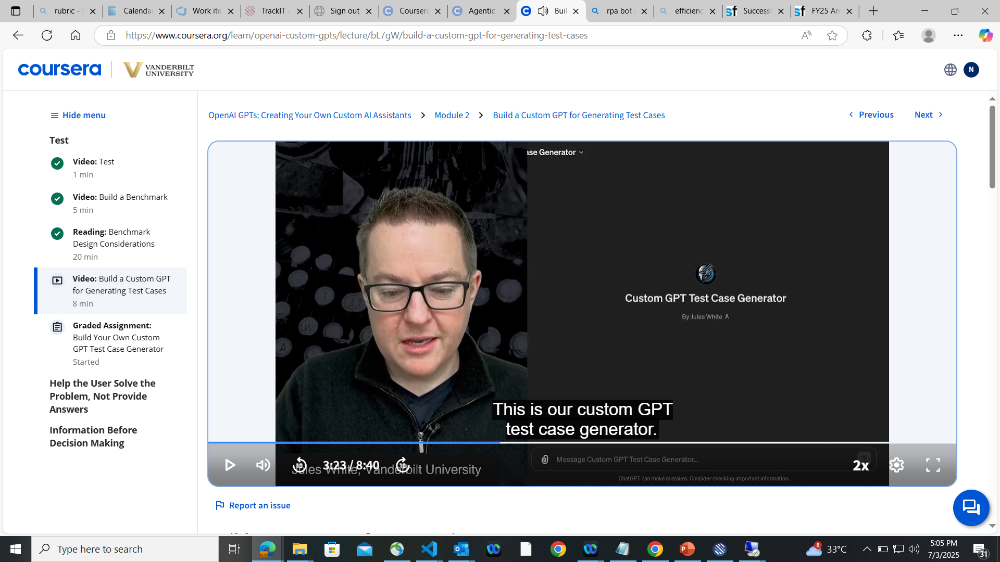 rubric - S
Calendar
Work ite
TrackIT -
Sign out
Coursera
Agentic
Buil
rpa bot
efficienc
Successf
FY25 An
https://www.coursera.org/learn/openai-custom-gpts/lecture/bL7gW/build-a-custom-gpt-for-generating-test-cases
coursera
VANDERBILT
UNIVERSITY
N
Hide menu
OpenAI GPTs: Creating Your Own Custom AI Assistants > Module 2 > Build a Custom GPT for Generating Test Cases
Previous
Next
Test
Video: Test
1 min
Video: Build a Benchmark
5 min
Reading: Benchmark
Design Considerations
20 min
Video: Build a Custom GPT
for Generating Test Cases
8 min
Graded Assignment:
Build Your Own Custom
GPT Test Case Generator
Started
Help the User Solve the
Problem, Not Provide
Answers
Information Before
Decision Making
ase Generator
Custom GPT Test Case Generator
By Jules White
This is our custom GPT
test case generator.
Message Custom GPT Test Case Generator...
ChatGPT can make mistakes. Consider checking important information.
Jules White, Vanderbilt University
10
3:23 / 8:40
10
2x
Report an issue
Type here to search
8
33°C
5:05 PM
7/3/2025
31